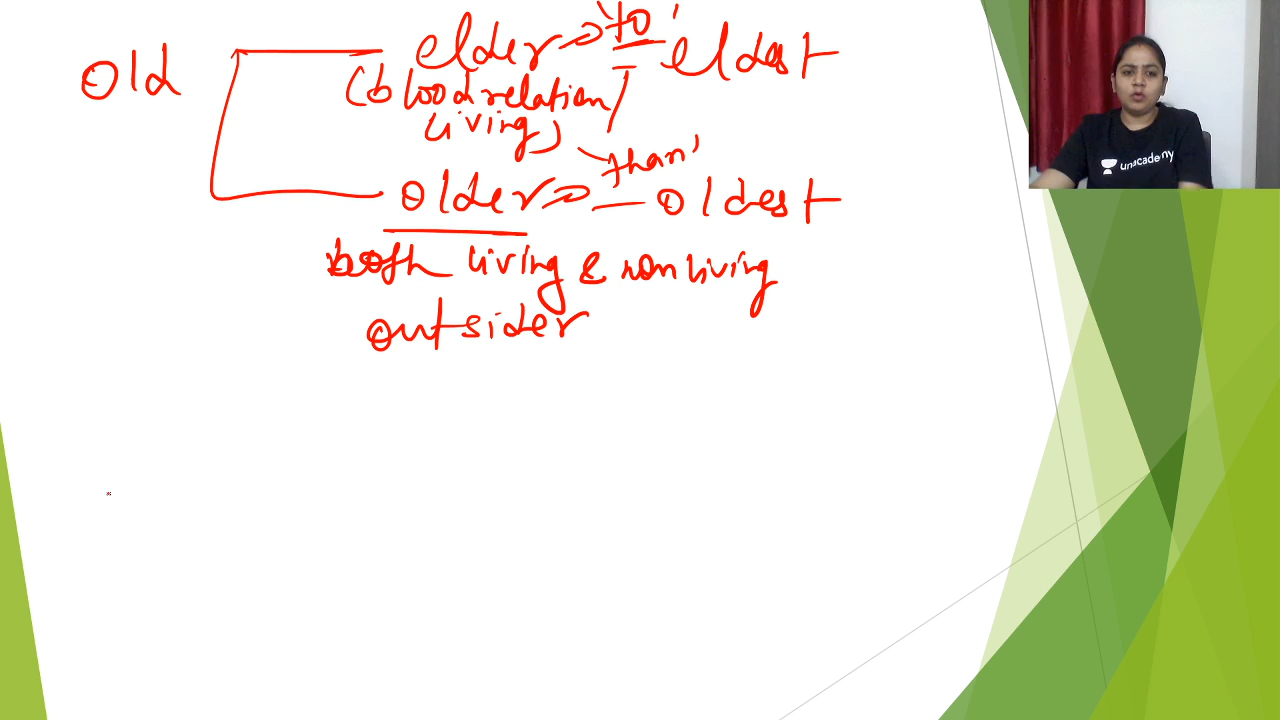 old elder → 'to' eldest
(blood relation/
living)
'than'
older → oldest
both living & non living
outsider
unacademy